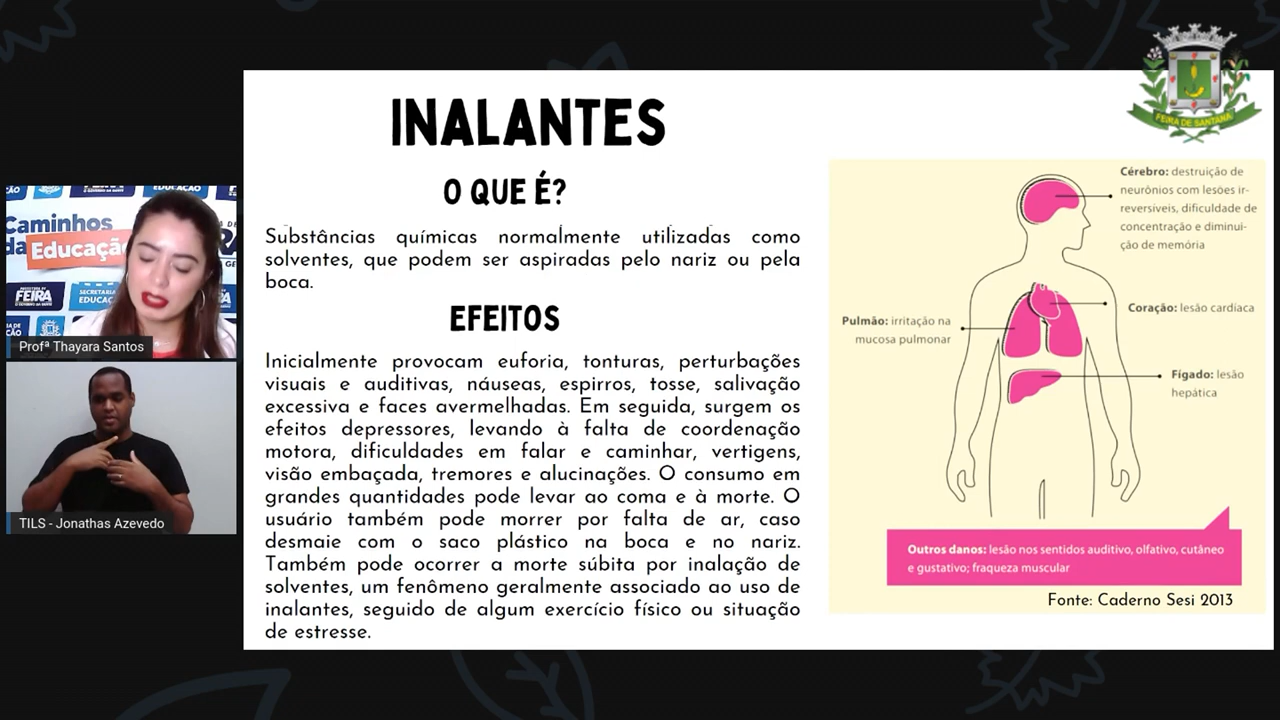 INALANTES
O QUE É?
Substâncias químicas normalmente utilizadas como
solventes, que podem ser aspiradas pelo nariz ou pela
boca.
EFEITOS
Inicialmente provocam euforia, tonturas, perturbações
visuais e auditivas, náuseas, espirros, tosse, salivação
excessiva e faces avermelhadas. Em seguida, surgem os
efeitos depressores, levando à falta de coordenação
motora, dificuldades em falar e caminhar, vertigens,
visão embaçada, tremores e alucinações. O consumo em
grandes quantidades pode levar ao coma e à morte. O
usuário também pode morrer por falta de ar, caso
desmaie com o saco plástico na boca e no nariz.
Também pode ocorrer a morte súbita por inalação de
solventes, um fenômeno geralmente associado ao uso de
inalantes, seguido de algum exercício físico ou situação
de estresse.
Cérebro: destruição de
neurônios com lesões ir-
reversíveis, dificuldade de
concentração e diminui-
ção de memória
Coração: lesão cardíaca
Pulmão: irritação na
mucosa pulmonar
Fígado: lesão
hepática
Outros danos: lesão nos sentidos auditivo, olfativo, cutâneo
e gustativo; fraqueza muscular
Fonte: Caderno Sesi 2013
FEIRA DE SANTANA
Caminhos
da Educação
FEIRA
SECRETARIA
EDUCAÇÃO
Profª Thayara Santos
TILS - Jonathas Azevedo